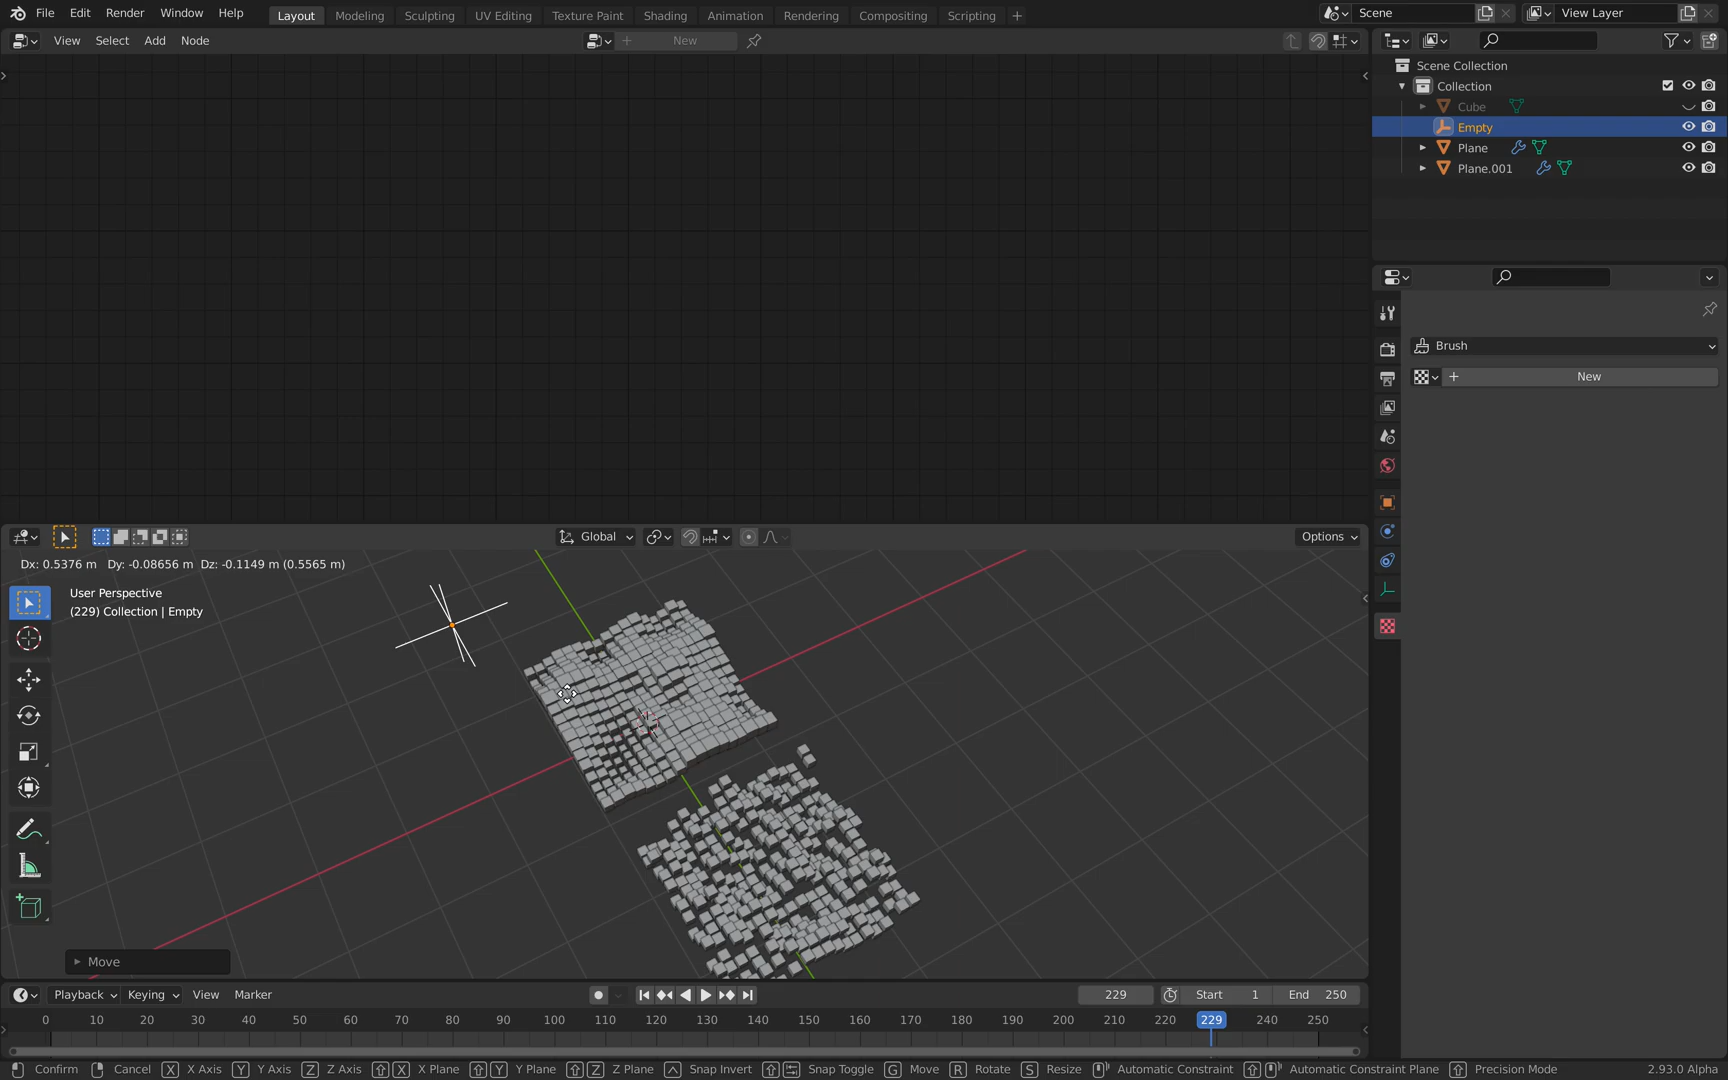 File Edit Render Window Help Layout Modeling Sculpting UV Editing Texture Paint Shading Animation Rendering Compositing Scripting + Scene View Layer
View Select Add Node + New
Scene Collection
Collection
Cube
Empty
Plane
Plane.001
Brush
+ New
Global Options
Dx: 0.5376 m Dy: -0.08656 m Dz: -0.1149 m (0.5565 m)
User Perspective
(229) Collection | Empty
Move
Playback Keying View Marker 229 Start 1 End 250
0 10 20 30 40 50 60 70 80 90 100 110 120 130 140 150 160 170 180 190 200 210 220 229 240 250
Confirm Cancel X X Axis Y Y Axis Z Z Axis X X Plane Y Y Plane Z Z Plane Snap Invert Snap Toggle G Move R Rotate S Resize Automatic Constraint Automatic Constraint Plane Precision Mode 2.93.0 Alpha